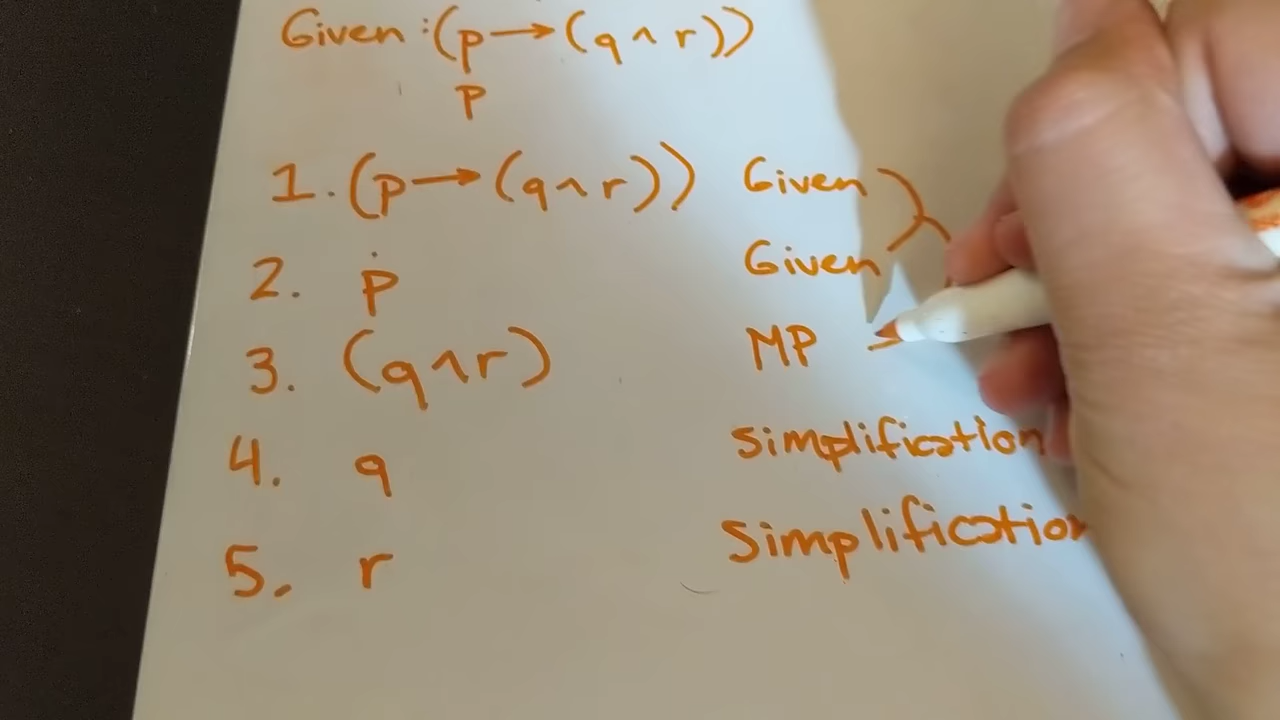 Given: (p → (q ∧ r))
p
1. (p → (q ∧ r)) Given
2. p Given
3. (q ∧ r) MP
4. q Simplification
5. r Simplification